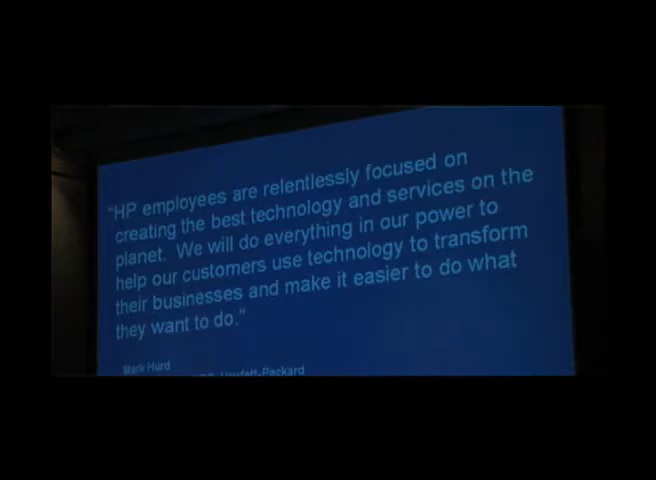 "HP employees are relentlessly focused on
creating the best technology and services on the
planet. We will do everything in our power to
help our customers use technology to transform
their businesses and make it easier to do what
they want to do."
Mark Hurd
Hewlett-Packard